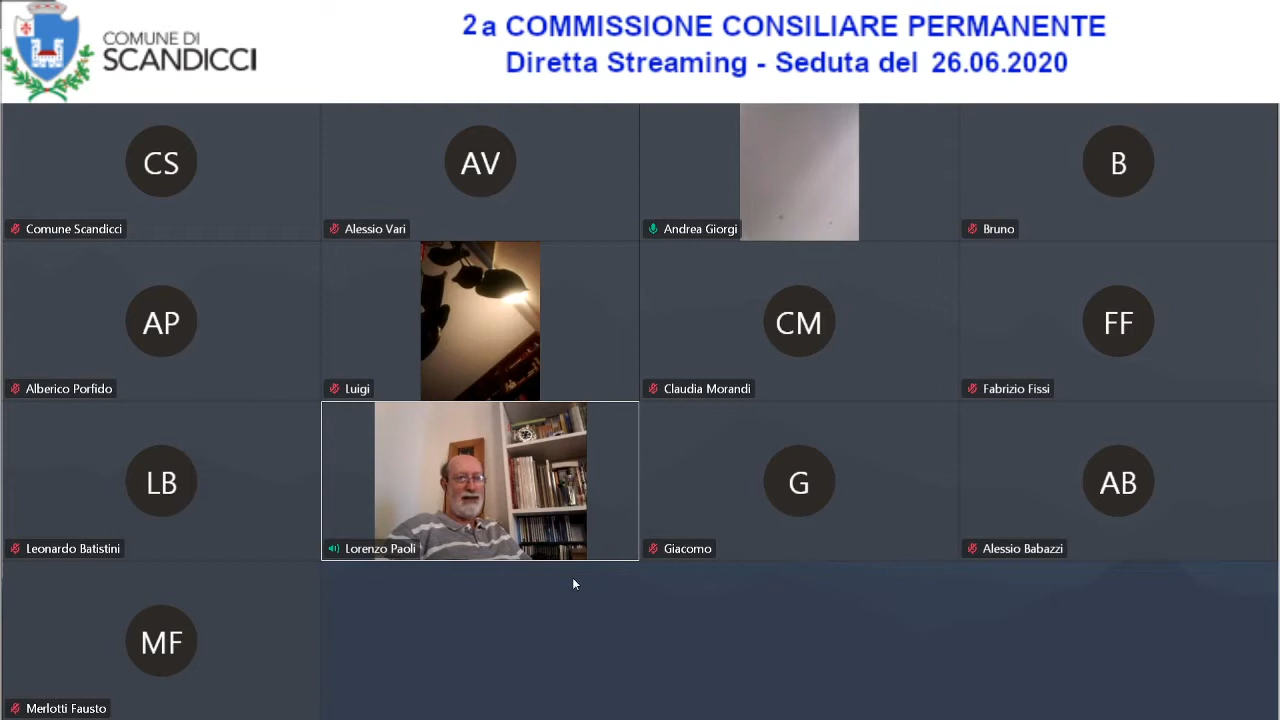 COMUNE DI
SCANDICCI
2a COMMISSIONE CONSILIARE PERMANENTE
Diretta Streaming - Seduta del 26.06.2020
CS
Comune Scandicci
AV
Alessio Vari
Andrea Giorgi
B
Bruno
AP
Alberico Porfido
Luigi
CM
Claudia Morandi
FF
Fabrizio Fissi
LB
Leonardo Batistini
Lorenzo Paoli
G
Giacomo
AB
Alessio Babazzi
MF
Merlotti Fausto